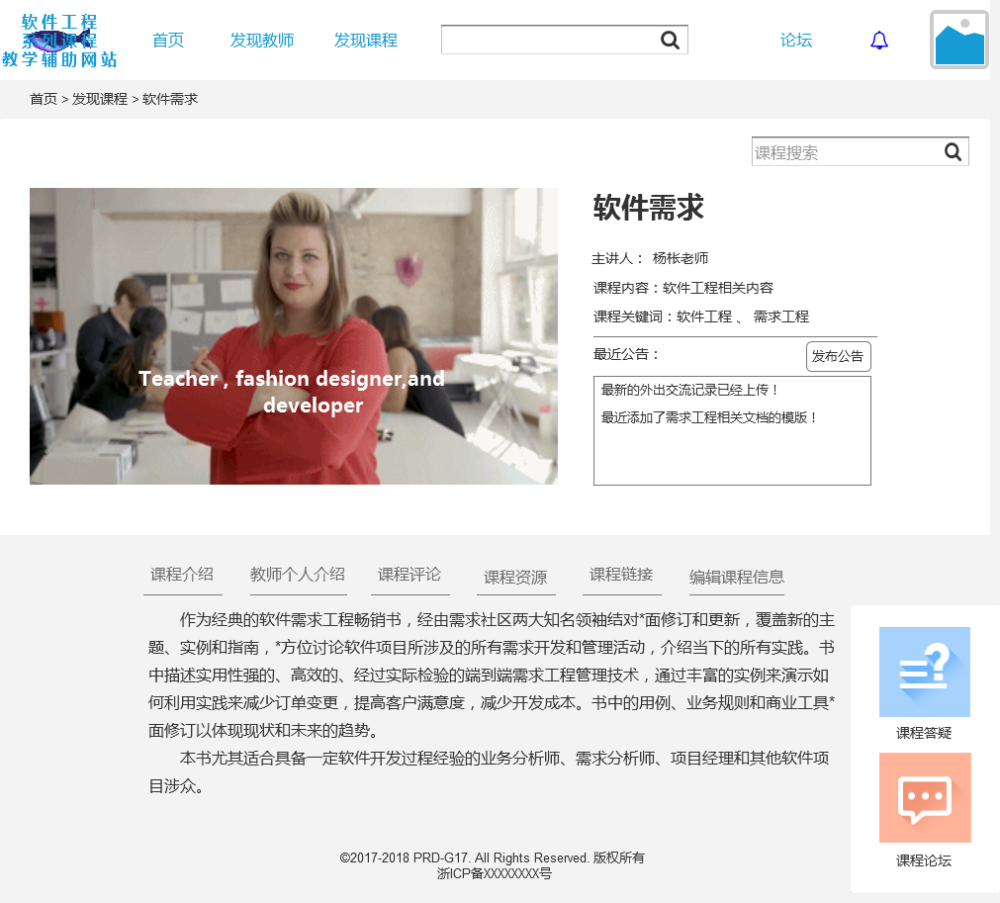 软件工程
系列课程
教学辅助网站
首页 发现教师 发现课程 论坛
首页 > 发现课程 > 软件需求
课程搜索
软件需求
主讲人： 杨枨老师
课程内容：软件工程相关内容
课程关键词：软件工程 、 需求工程
最近公告： 发布公告
最新的外出交流记录已经上传！
最近添加了需求工程相关文档的模版！
Teacher , fashion designer,and
developer
课程介绍 教师个人介绍 课程评论 课程资源 课程链接 编辑课程信息
作为经典的软件需求工程畅销书，经由需求社区两大知名领袖结对*面修订和更新，覆盖新的主
题、实例和指南，*方位讨论软件项目所涉及的所有需求开发和管理活动，介绍当下的所有实践。书
中描述实用性强的、高效的、经过实际检验的端到端需求工程管理技术，通过丰富的实例来演示如
何利用实践来减少订单变更，提高客户满意度，减少开发成本。书中的用例、业务规则和商业工具*
面修订以体现现状和未来的趋势。
本书尤其适合具备一定软件开发过程经验的业务分析师、需求分析师、项目经理和其他软件项
目涉众。
课程答疑
课程论坛
©2017-2018 PRD-G17. All Rights Reserved. 版权所有
浙ICP备XXXXXXXX号